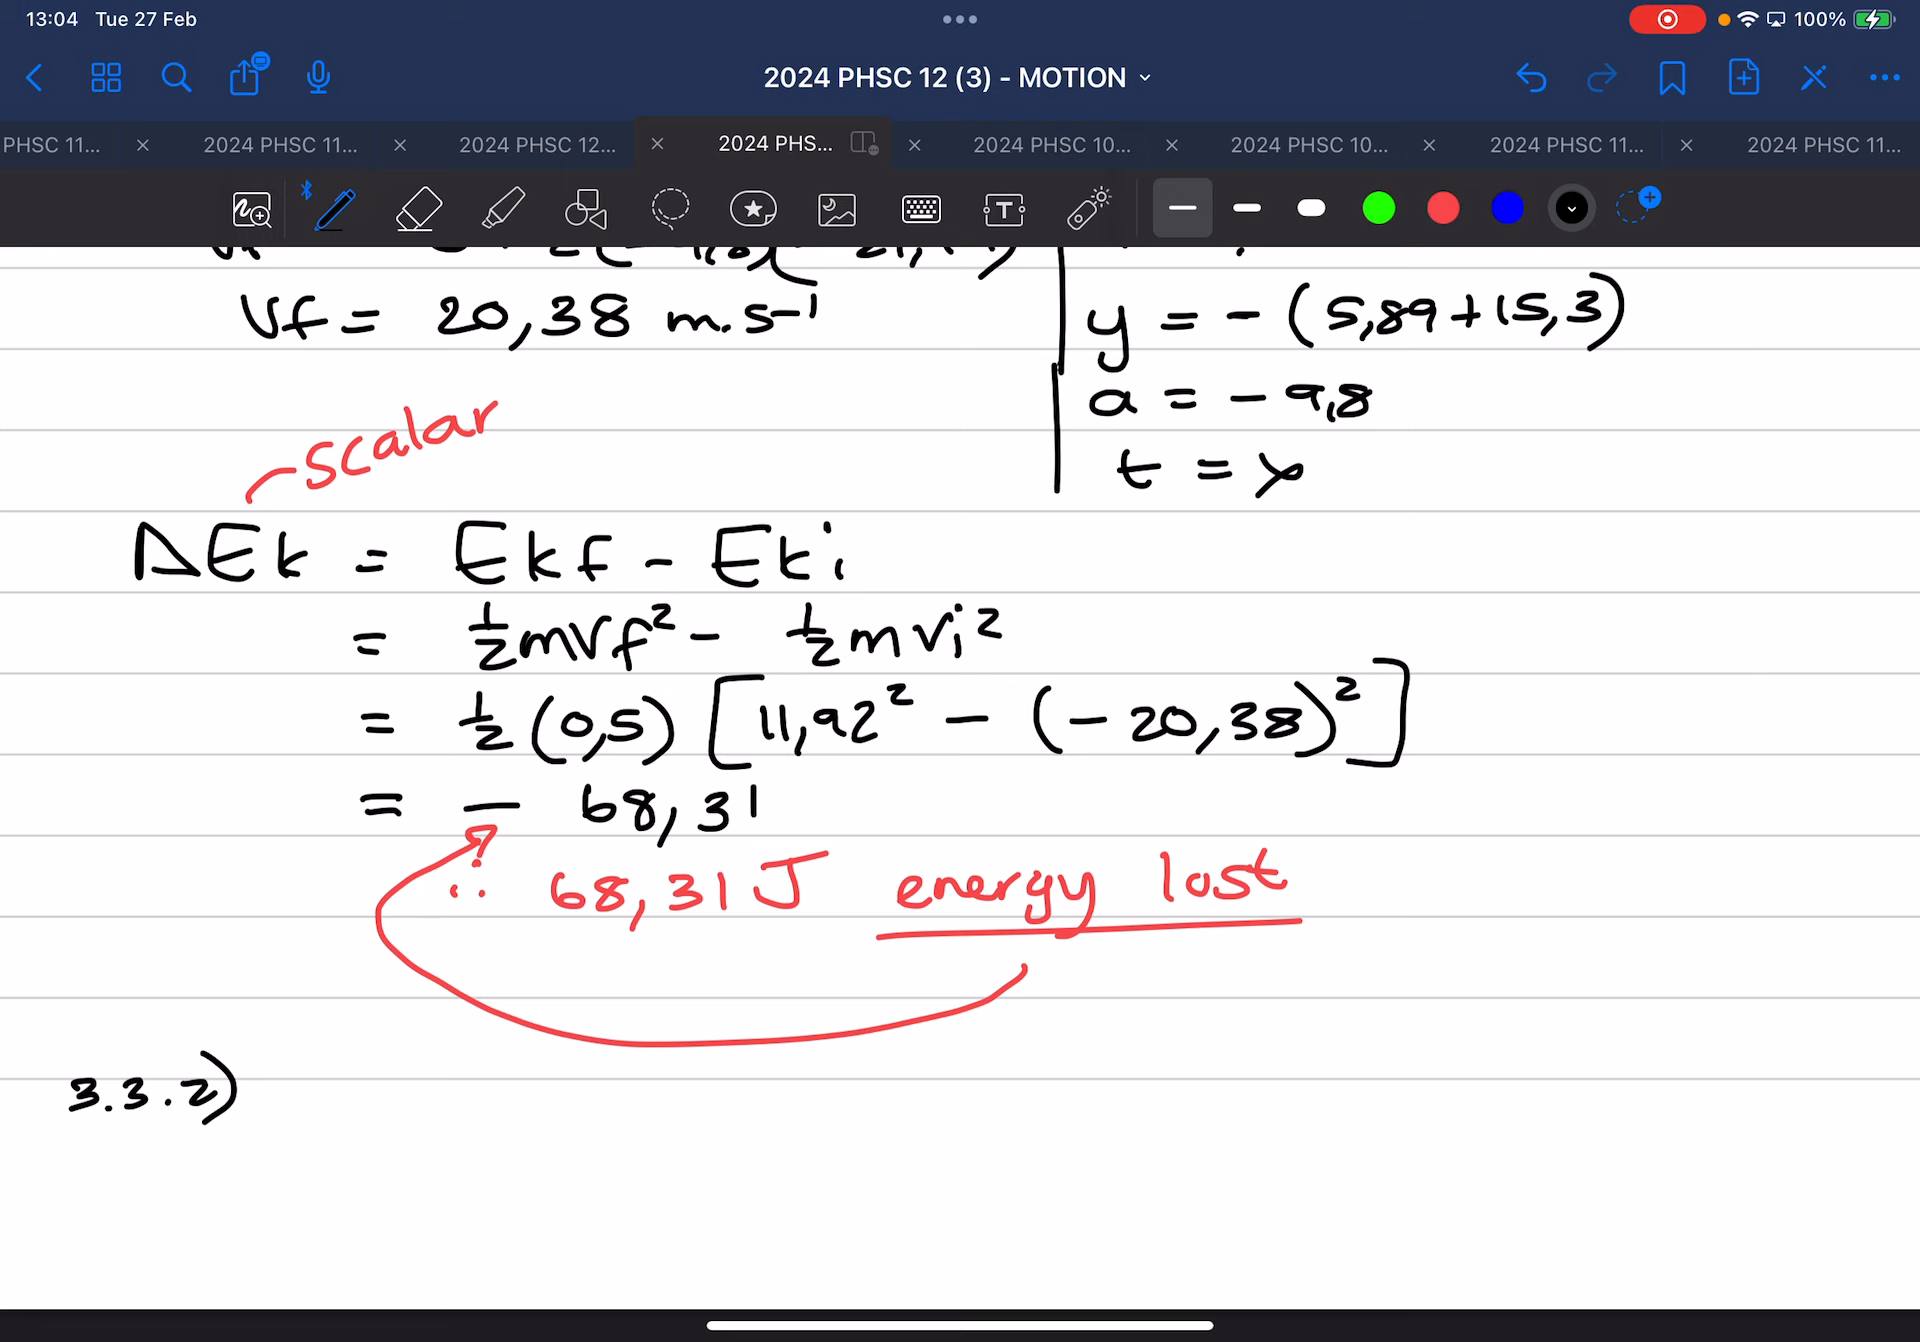 13:04 Tue 27 Feb
100%
2024 PHSC 12 (3) - MOTION
PHSC 11...
2024 PHSC 11...
2024 PHSC 12...
2024 PHS...
2024 PHSC 10...
2024 PHSC 10...
2024 PHSC 11...
2024 PHSC 11...
Vf = 20,38 m.s⁻¹
y = - (5,89 + 15,3)
a = - 9,8
t = x
scalar
ΔEk = Ekf - Eki
= ½mvf² - ½mvi²
= ½(0,5) [11,92² - (-20,38)²]
= - 68,31
∴ 68,31 J energy lost
3.3.2)